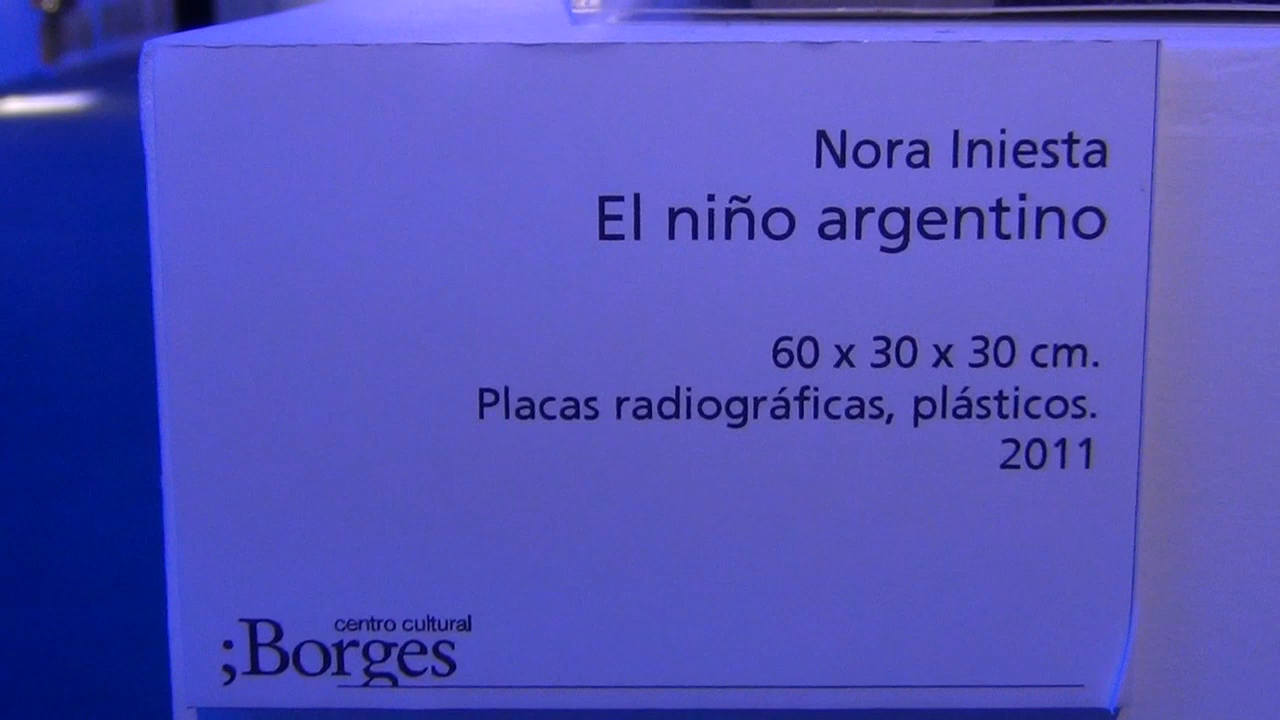 Nora Iniesta
El niño argentino
60 x 30 x 30 cm.
Placas radiográficas, plásticos.
2011
centro cultural
;Borges